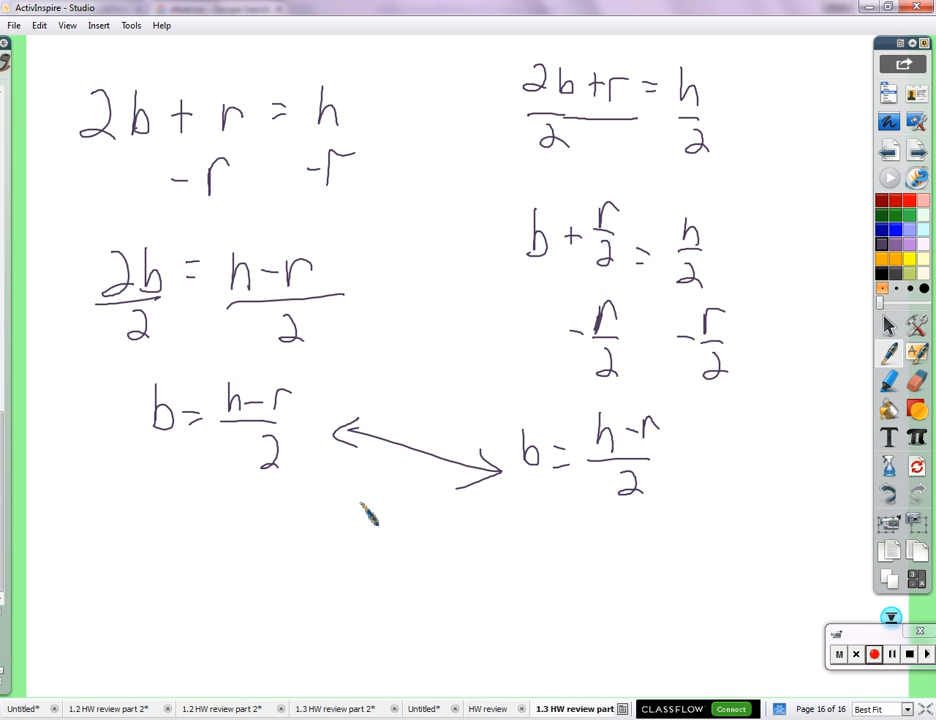 ActivInspire - Studio
File Edit View Insert Tools Help
2b + r = h
- r -r
2b = h-r
2 2
b = h-r
2
2b + r = h
2 2
b + r/2 = h/2
- r/2 - r/2
b = h-r
2
M
Untitled* 1.2 HW review part 2* 1.2 HW review part 2* 1.3 HW review part 2* Untitled* HW review 1.3 HW review part CLASSFLOW Connect Page 16 of 16 Best Fit